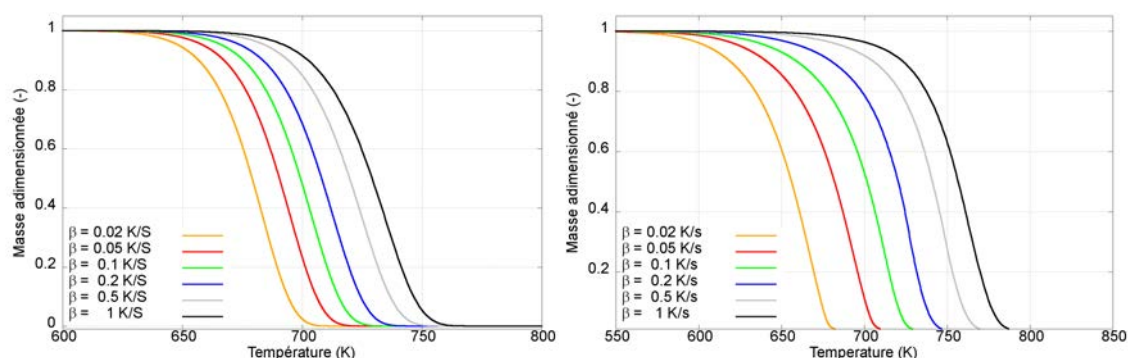 1
0.8
0.6
0.4
0.2
0
Masse adimensionnée (-)
β = 0.02 K/S
β = 0.05 K/S
β = 0.1 K/S
β = 0.2 K/S
β = 0.5 K/S
β = 1 K/S
600 650 700 750 800
Température (K)
1
0.8
0.6
0.4
0.2
Masse adimensionné (-)
β = 0.02 K/s
β = 0.05 K/s
β = 0.1 K/s
β = 0.2 K/s
β = 0.5 K/s
β = 1 K/s
550 600 650 700 750 800 850
Temperature (K)